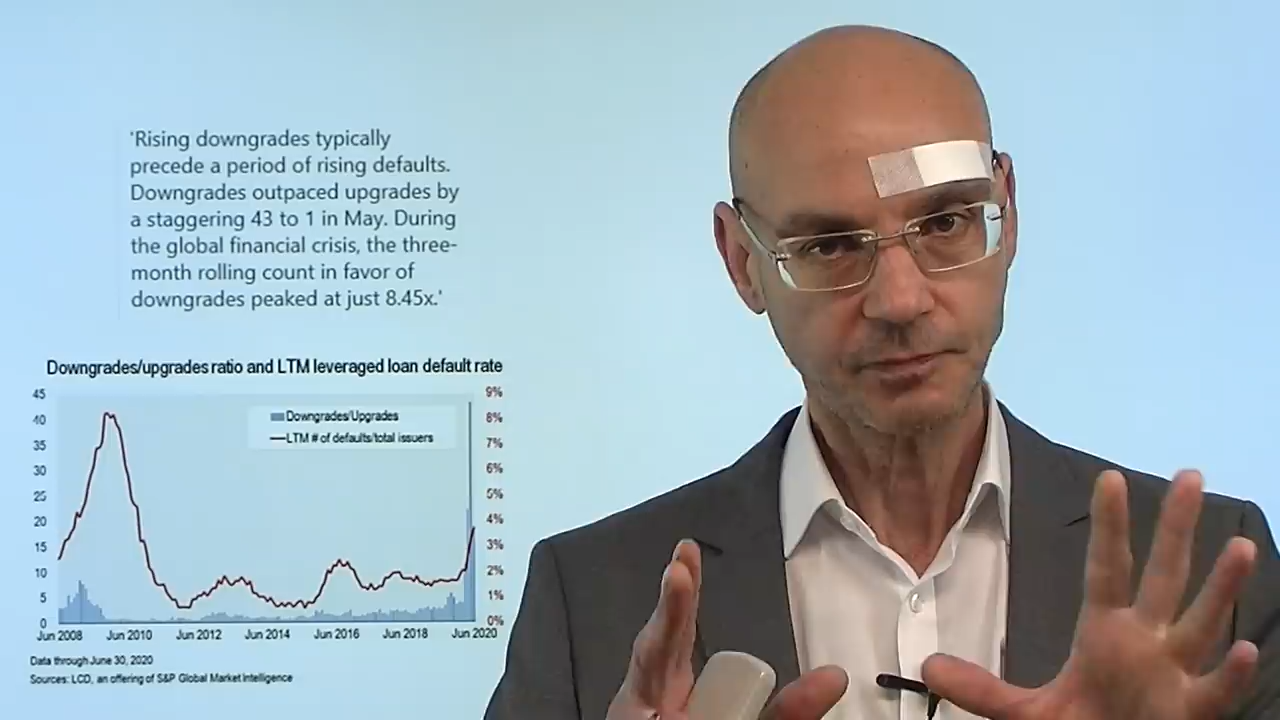 'Rising downgrades typically
precede a period of rising defaults.
Downgrades outpaced upgrades by
a staggering 43 to 1 in May. During
the global financial crisis, the three-
month rolling count in favor of
downgrades peaked at just 8.45x.'
Downgrades/upgrades ratio and LTM leveraged loan default rate
45 9%
40 8%
35 7%
30 6%
25 5%
20 4%
15 3%
10 2%
5 1%
0 0%
Downgrades/Upgrades
LTM # of defaults/total issuers
Jun 2008 Jun 2010 Jun 2012 Jun 2014 Jun 2016 Jun 2018 Jun 2020
Data through June 30, 2020
Sources: LCD, an offering of S&P Global Market Intelligence